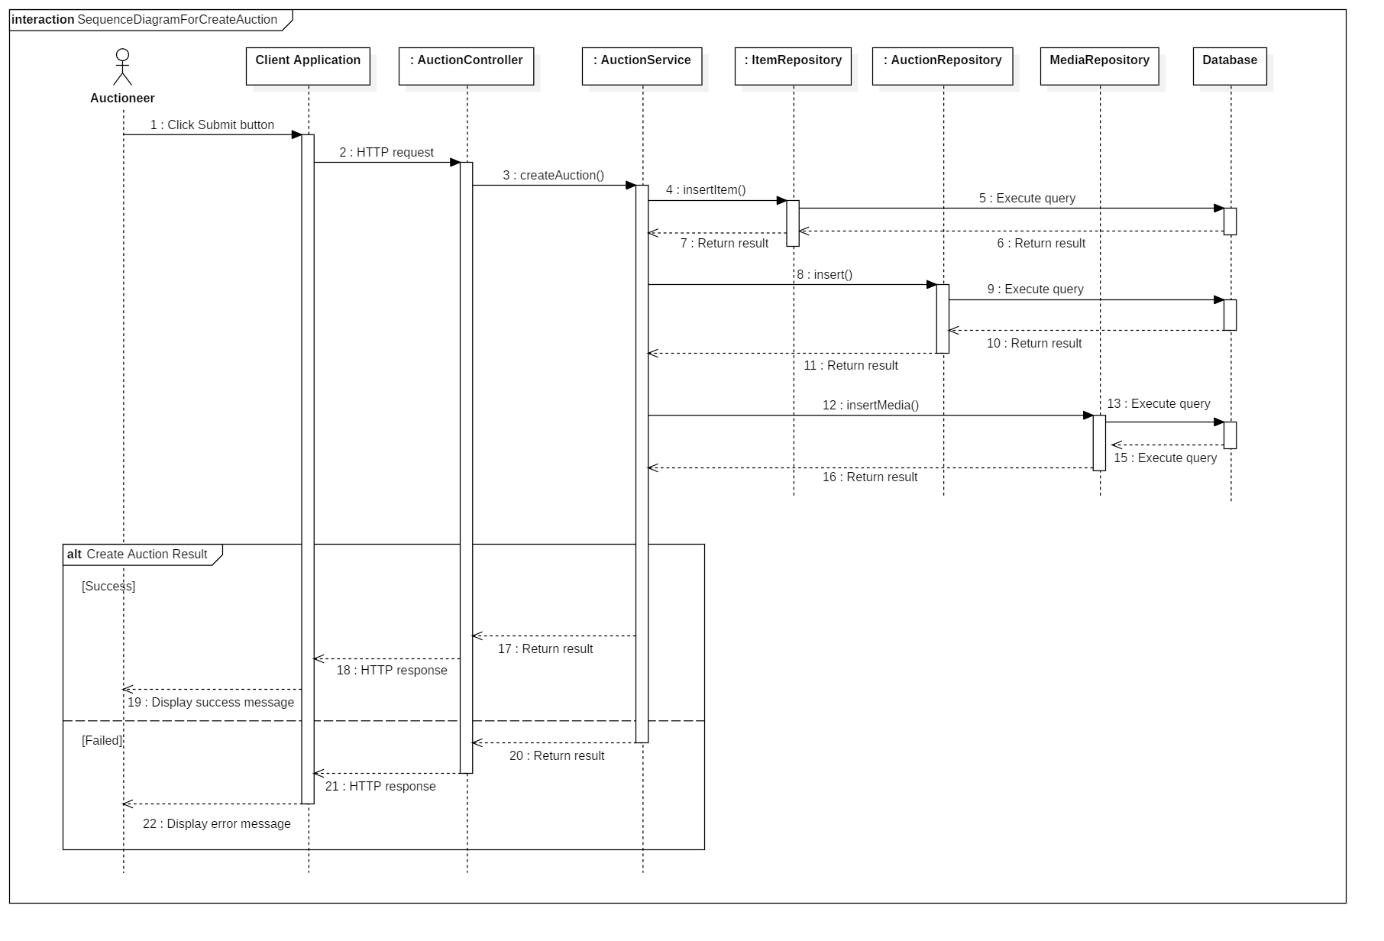 interaction SequenceDiagramForCreateAuction
Auctioneer
Client Application
: AuctionController
: AuctionService
: ItemRepository
: AuctionRepository
MediaRepository
Database
1 : Click Submit button
2 : HTTP request
3 : createAuction()
4 : insertItem()
5 : Execute query
6 : Return result
7 : Return result
8 : insert()
9 : Execute query
10 : Return result
11 : Return result
12 : insertMedia()
13 : Execute query
15 : Execute query
16 : Return result
alt Create Auction Result
[Success]
17 : Return result
18 : HTTP response
19 : Display success message
[Failed]
20 : Return result
21 : HTTP response
22 : Display error message